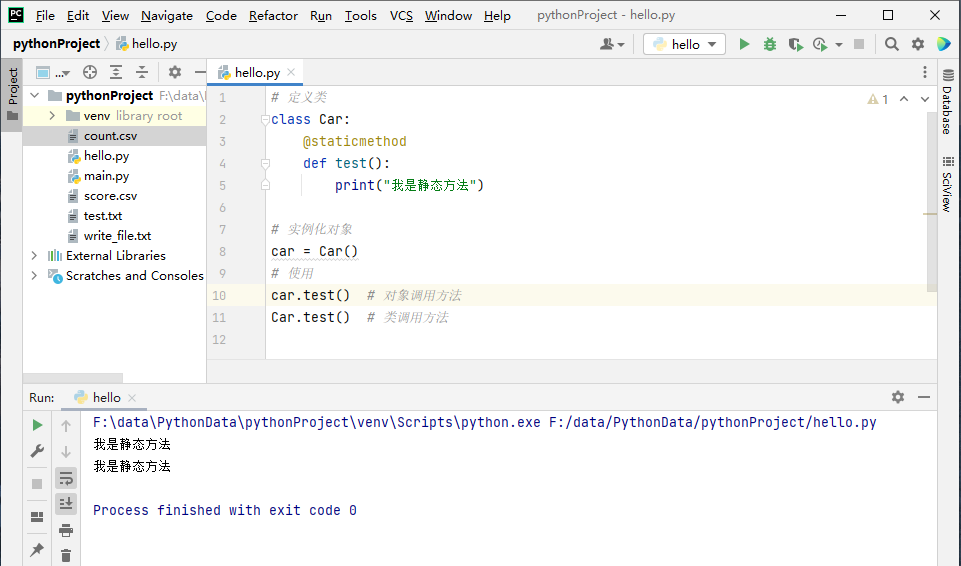 PC File Edit View Navigate Code Refactor Run Tools VCS Window Help pythonProject - hello.py
pythonProject hello.py hello
Project
... hello.py
pythonProject F:\data\
venv library root
count.csv
hello.py
main.py
score.csv
test.txt
write_file.txt
External Libraries
Scratches and Consoles
1 # 定义类
2 class Car:
3 @staticmethod
4 def test():
5 print("我是静态方法")
6
7 # 实例化对象
8 car = Car()
9 # 使用
10 car.test() # 对象调用方法
11 Car.test() # 类调用方法
12
1
Database
SciView
Run: hello
F:\data\PythonData\pythonProject\venv\Scripts\python.exe F:/data/PythonData/pythonProject/hello.py
我是静态方法
我是静态方法
Process finished with exit code 0